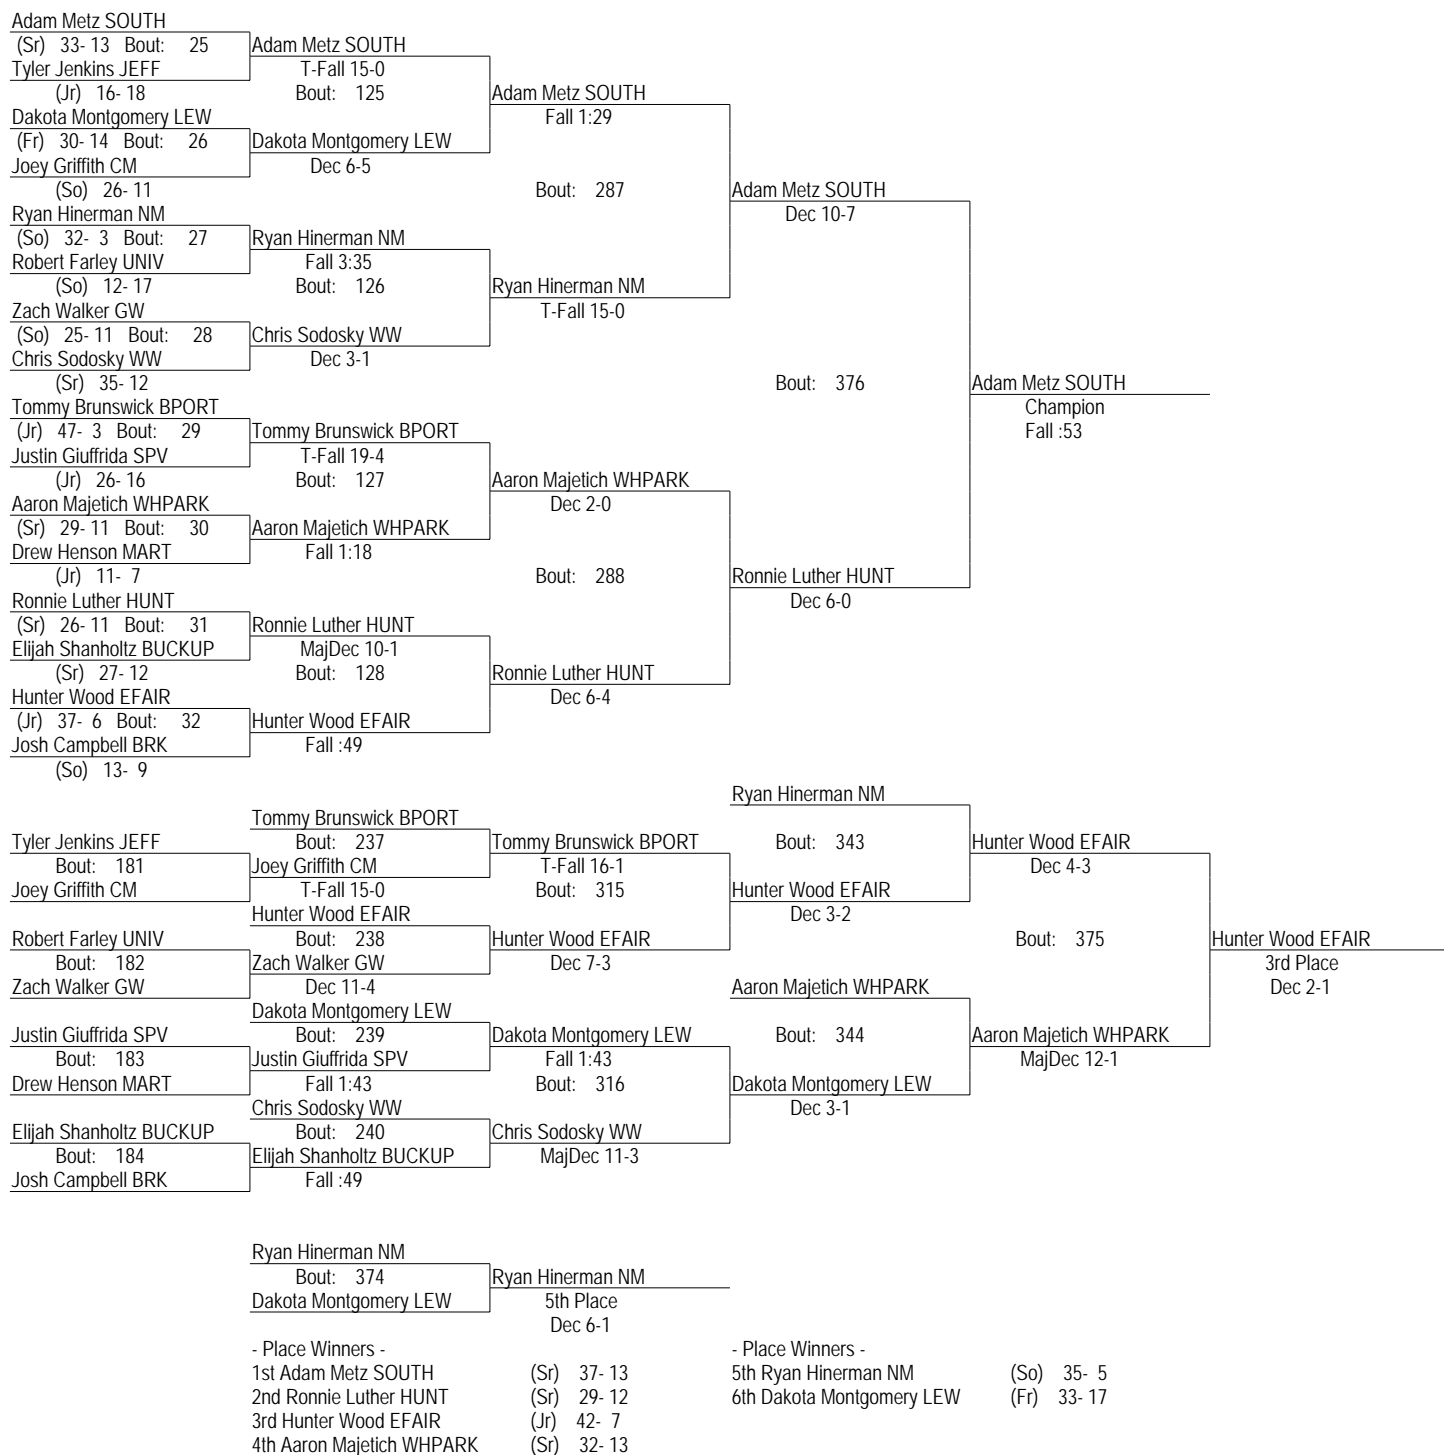 Adam Metz SOUTH
(Sr) 33- 13 Bout: 25 Adam Metz SOUTH
Tyler Jenkins JEFF T-Fall 15-0
(Jr) 16- 18 Bout: 125 Adam Metz SOUTH
Dakota Montgomery LEW Fall 1:29
(Fr) 30- 14 Bout: 26 Dakota Montgomery LEW
Joey Griffith CM Dec 6-5
(So) 26- 11 Bout: 287 Adam Metz SOUTH
Ryan Hinerman NM Dec 10-7
(So) 32- 3 Bout: 27 Ryan Hinerman NM
Robert Farley UNIV Fall 3:35
(So) 12- 17 Bout: 126 Ryan Hinerman NM
Zach Walker GW T-Fall 15-0
(So) 25- 11 Bout: 28 Chris Sodosky WW
Chris Sodosky WW Dec 3-1
(Sr) 35- 12 Bout: 376 Adam Metz SOUTH
Tommy Brunswick BPORT Champion
(Jr) 47- 3 Bout: 29 Tommy Brunswick BPORT Fall :53
Justin Giuffrida SPV T-Fall 19-4
(Jr) 26- 16 Bout: 127 Aaron Majetich WHPARK
Aaron Majetich WHPARK Dec 2-0
(Sr) 29- 11 Bout: 30 Aaron Majetich WHPARK
Drew Henson MART Fall 1:18
(Jr) 11- 7 Bout: 288 Ronnie Luther HUNT
Ronnie Luther HUNT Dec 6-0
(Sr) 26- 11 Bout: 31 Ronnie Luther HUNT
Elijah Shanholtz BUCKUP MajDec 10-1
(Sr) 27- 12 Bout: 128 Ronnie Luther HUNT
Hunter Wood EFAIR Dec 6-4
(Jr) 37- 6 Bout: 32 Hunter Wood EFAIR
Josh Campbell BRK Fall :49
(So) 13- 9
Ryan Hinerman NM
Tommy Brunswick BPORT
Tyler Jenkins JEFF Bout: 237 Tommy Brunswick BPORT Bout: 343 Hunter Wood EFAIR
Bout: 181 Joey Griffith CM T-Fall 16-1 Dec 4-3
Joey Griffith CM T-Fall 15-0 Bout: 315 Hunter Wood EFAIR
Hunter Wood EFAIR Dec 3-2
Robert Farley UNIV Bout: 238 Hunter Wood EFAIR Bout: 375 Hunter Wood EFAIR
Bout: 182 Zach Walker GW Dec 7-3 3rd Place
Zach Walker GW Dec 11-4 Aaron Majetich WHPARK Dec 2-1
Dakota Montgomery LEW
Justin Giuffrida SPV Bout: 239 Dakota Montgomery LEW Bout: 344 Aaron Majetich WHPARK
Bout: 183 Justin Giuffrida SPV Fall 1:43 MajDec 12-1
Drew Henson MART Fall 1:43 Bout: 316 Dakota Montgomery LEW
Chris Sodosky WW Dec 3-1
Elijah Shanholtz BUCKUP Bout: 240 Chris Sodosky WW
Bout: 184 Elijah Shanholtz BUCKUP MajDec 11-3
Josh Campbell BRK Fall :49
Ryan Hinerman NM
Bout: 374 Ryan Hinerman NM
Dakota Montgomery LEW 5th Place
Dec 6-1
- Place Winners - - Place Winners -
1st Adam Metz SOUTH (Sr) 37- 13 5th Ryan Hinerman NM (So) 35- 5
2nd Ronnie Luther HUNT (Sr) 29- 12 6th Dakota Montgomery LEW (Fr) 33- 17
3rd Hunter Wood EFAIR (Jr) 42- 7
4th Aaron Majetich WHPARK (Sr) 32- 13